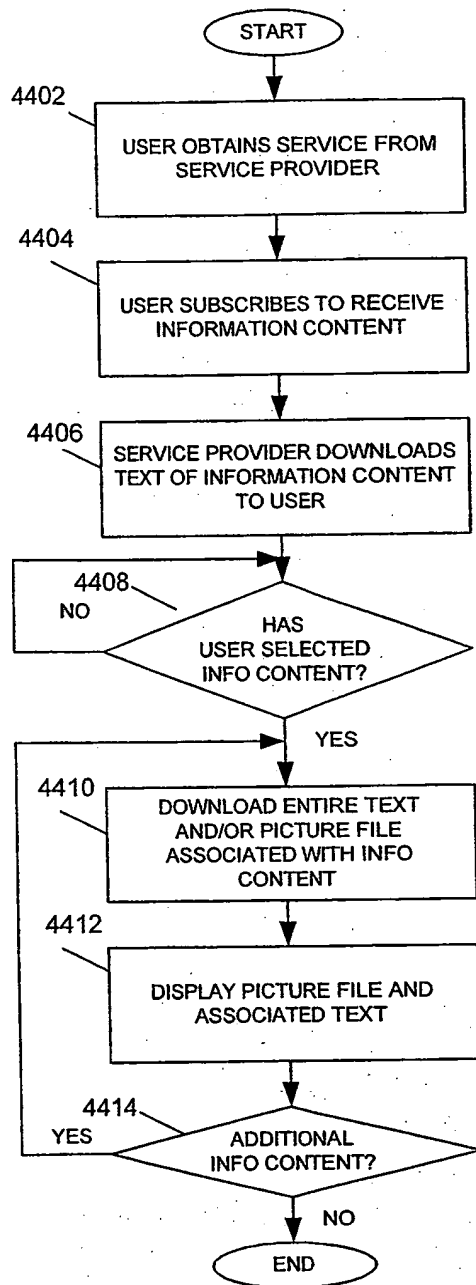 START
4402
USER OBTAINS SERVICE FROM
SERVICE PROVIDER
4404
USER SUBSCRIBES TO RECEIVE
INFORMATION CONTENT
4406
SERVICE PROVIDER DOWNLOADS
TEXT OF INFORMATION CONTENT
TO USER
4408
NO
HAS
USER SELECTED
INFO CONTENT?
YES
4410
DOWNLOAD ENTIRE TEXT
AND/OR PICTURE FILE
ASSOCIATED WITH INFO
CONTENT
4412
DISPLAY PICTURE FILE AND
ASSOCIATED TEXT
4414
YES
ADDITIONAL
INFO CONTENT?
NO
END